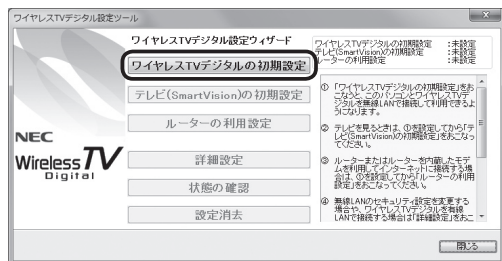 ワイヤレスTVデジタル設定ツール
ワイヤレスTVデジタル設定ウィザード
ワイヤレスTVデジタルの初期設定 :未設定
テレビ(SmartVision)の初期設定 :未設定
ルーターの利用設定 :未設定
ワイヤレスTVデジタルの初期設定
テレビ(SmartVision)の初期設定
ルーターの利用設定
詳細設定
状態の確認
設定消去
NEC
Wireless TV
Digital
① 「ワイヤレスTVデジタルの初期設定」をお
こなうと、このパソコンとワイヤレスTVデ
ジタルを無線LANで接続して利用できるよ
うになります。
② テレビを見るときは、①を設定してから「テ
レビ(SmartVision)の初期設定」をおこなっ
てください。
③ ルーターまたはルーターを内蔵したモデ
ムを利用してインターネットに接続する場
合は、①を設定してから「ルーターの利用
設定」をおこなってください。
④ 無線LANのセキュリティ設定を変更する
場合や、ワイヤレスTVデジタルを有線
LANで接続する場合は「詳細設定」をおこ
閉じる